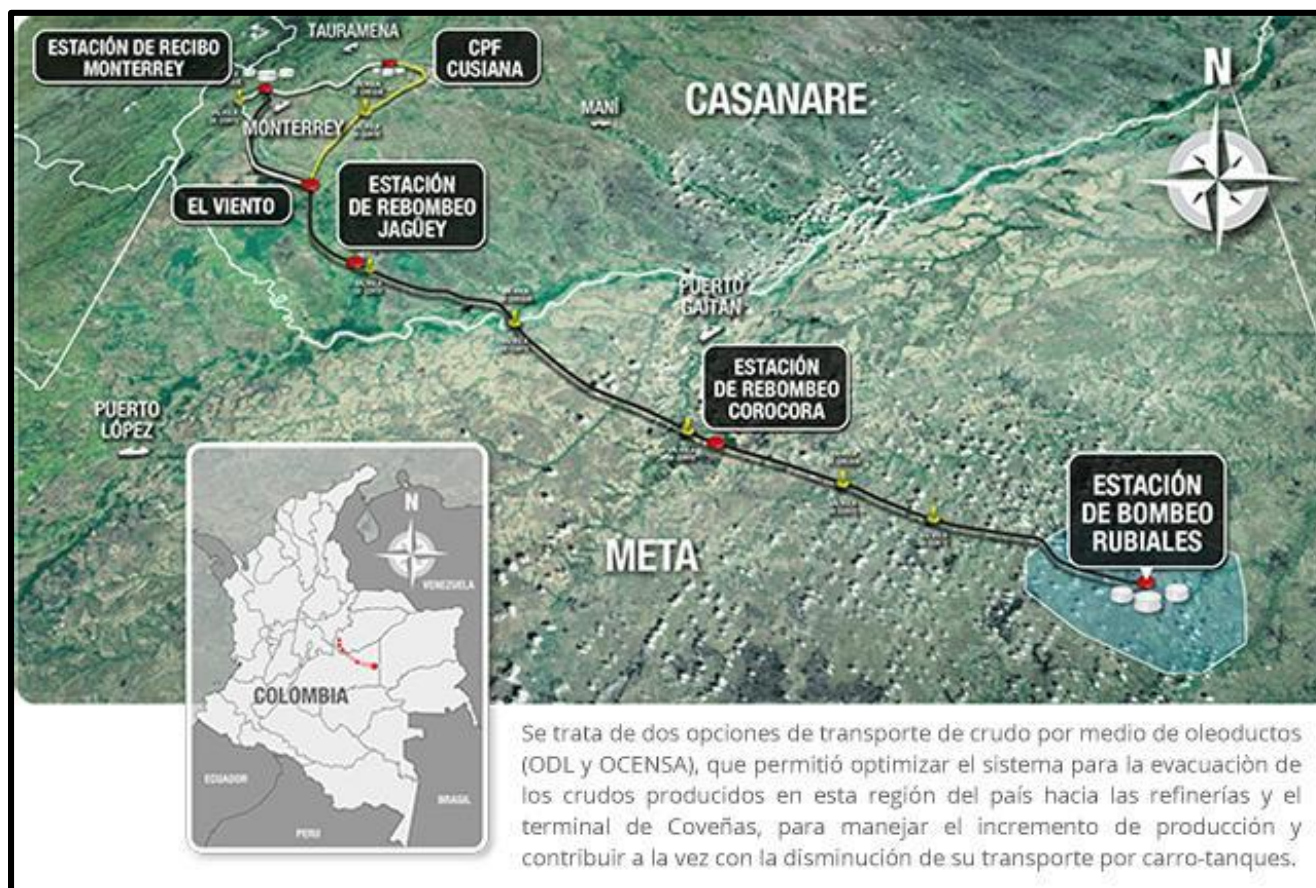 TAURAMENA
ESTACIÓN DE RECIBO
MONTERREY
CPF
CUSIANA
N
MONTERREY
MANÍ
CASANARE
EL VIENTO
ESTACIÓN
DE REBOMBEO
JAGÜEY
PUERTO
GAITÁN
ESTACIÓN
DE REBOMBEO
COROCORA
PUERTO
LÓPEZ
META
ESTACIÓN
DE BOMBEO
RUBIALES
N
VENEZUELA
COLOMBIA
ECUADOR
BRASIL
PERU
Se trata de dos opciones de transporte de crudo por medio de oleoductos
(ODL y OCENSA), que permitió optimizar el sistema para la evacuaciòn de
los crudos producidos en esta región del país hacia las refinerías y el
terminal de Coveñas, para manejar el incremento de producción y
contribuir a la vez con la disminución de su transporte por carro-tanques.